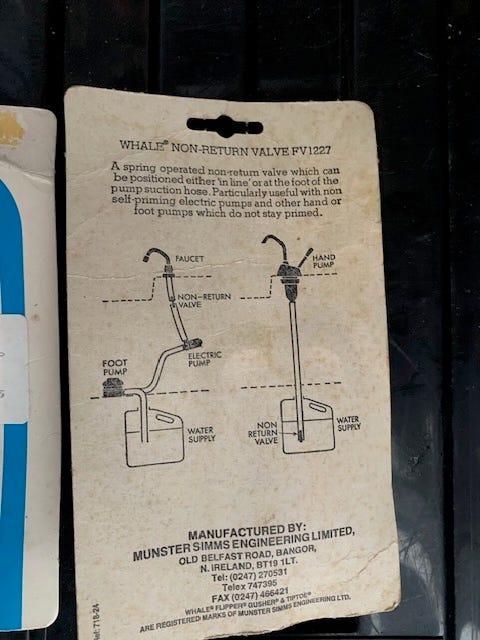 WHALE® NON-RETURN VALVE FV1227
A spring operated non-return valve which can
be positioned either 'in line' or at the foot of the
pump suction hose. Particularly useful with non
self-priming electric pumps and other hand or
foot pumps which do not stay primed.
FAUCET
NON-RETURN
VALVE
ELECTRIC
PUMP
FOOT
PUMP
WATER
SUPPLY
HAND
PUMP
NON
RETURN
VALVE
WATER
SUPPLY
MANUFACTURED BY:
MUNSTER SIMMS ENGINEERING LIMITED,
OLD BELFAST ROAD, BANGOR,
N. IRELAND, BT19 1LT.
Tel: (0247) 270531
Telex 747395
FAX (0247) 466421
WHALE® FLIPPER® GUSHER® & TIPTOE®
ARE REGISTERED MARKS OF MUNSTER SIMMS ENGINEERING LTD.